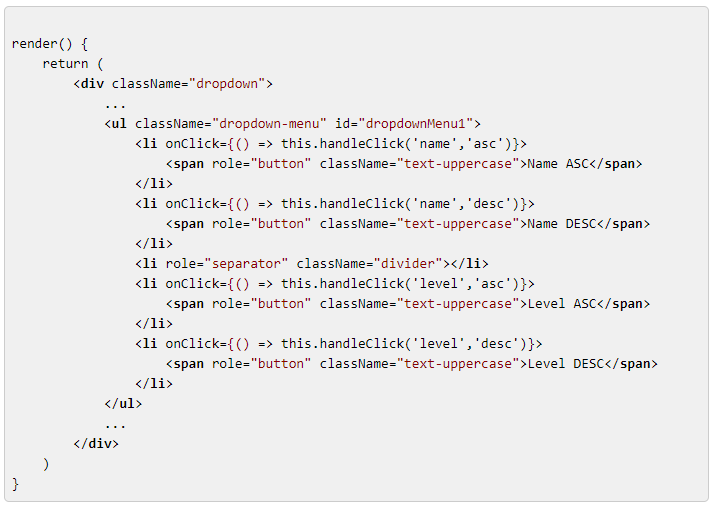 render() {
    return (
        <div className="dropdown">
            ...
            <ul className="dropdown-menu" id="dropdownMenu1">
                <li onClick={() => this.handleClick('name','asc')}>
                    <span role="button" className="text-uppercase">Name ASC</span>
                </li>
                <li onClick={() => this.handleClick('name','desc')}>
                    <span role="button" className="text-uppercase">Name DESC</span>
                </li>
                <li role="separator" className="divider"></li>
                <li onClick={() => this.handleClick('level','asc')}>
                    <span role="button" className="text-uppercase">Level ASC</span>
                </li>
                <li onClick={() => this.handleClick('level','desc')}>
                    <span role="button" className="text-uppercase">Level DESC</span>
                </li>
            </ul>
            ...
        </div>
    )
}